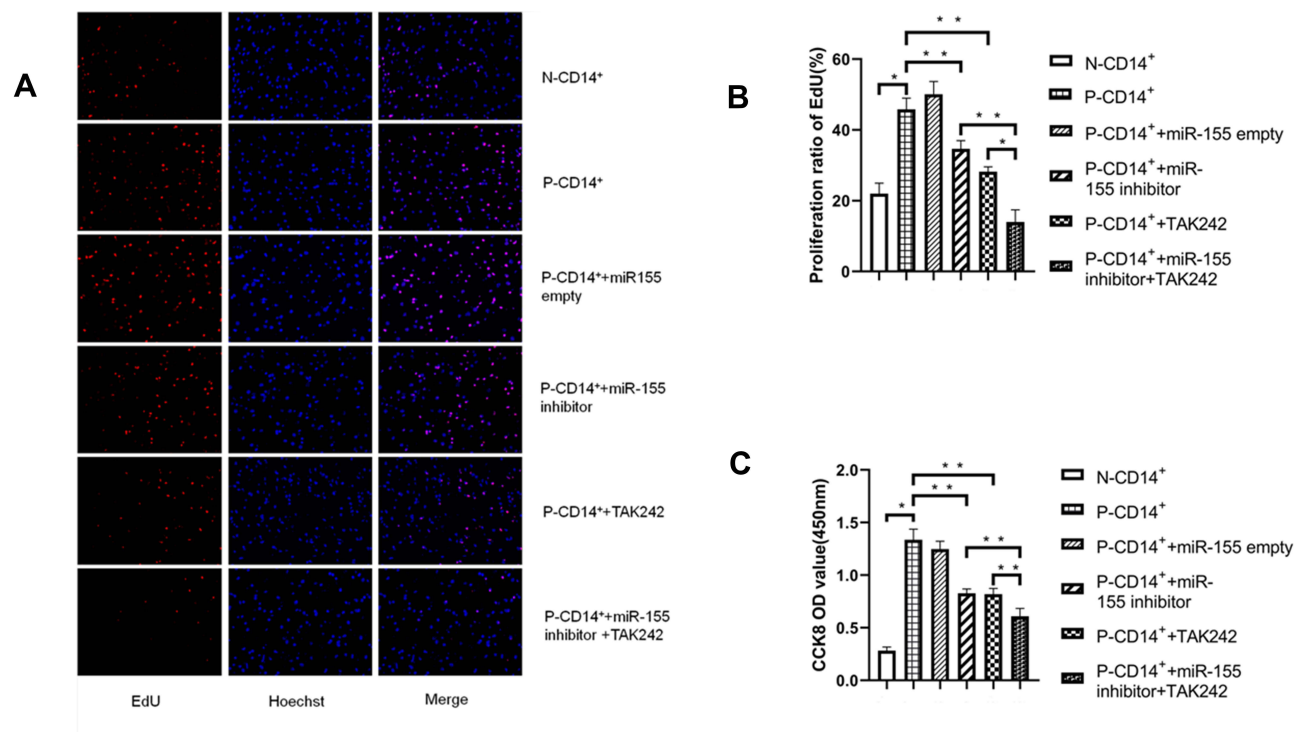 A
N-CD14⁺
P-CD14⁺
P-CD14⁺+miR155
empty
P-CD14⁺+miR-155
inhibitor
P-CD14⁺+TAK242
P-CD14⁺+miR-155
inhibitor +TAK242
EdU
Hoechst
Merge
B
Proliferation ratio of EdU(%)
60
40
20
0
*
* *
* *
* *
*
N-CD14⁺
P-CD14⁺
P-CD14⁺+miR-155 empty
P-CD14⁺+miR-
155 inhibitor
P-CD14⁺+TAK242
P-CD14⁺+miR-155
inhibitor+TAK242
C
CCK8 OD value(450nm)
2.0
1.5
1.0
0.5
0.0
*
* *
* *
* *
* *
N-CD14⁺
P-CD14⁺
P-CD14⁺+miR-155 empty
P-CD14⁺+miR-
155 inhibitor
P-CD14⁺+TAK242
P-CD14⁺+miR-155
inhibitor+TAK242